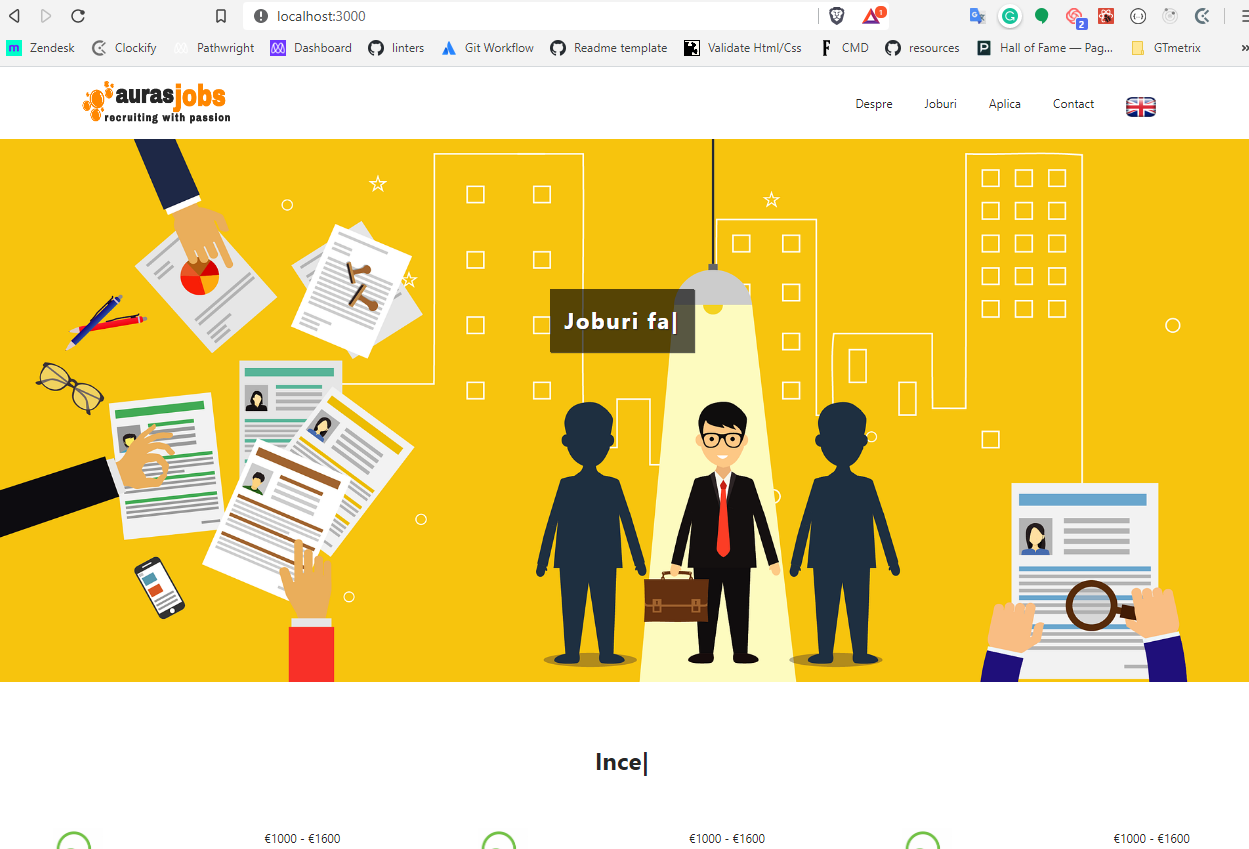 localhost:3000
1
2
Zendesk Clockify Pathwright Dashboard linters Git Workflow Readme template Validate Html/Css CMD resources Hall of Fame — Pag... GTmetrix »
aurasjobs
recruiting with passion
Despre Joburi Aplica Contact
Joburi fa|
Ince|
€1000 - €1600 €1000 - €1600 €1000 - €1600